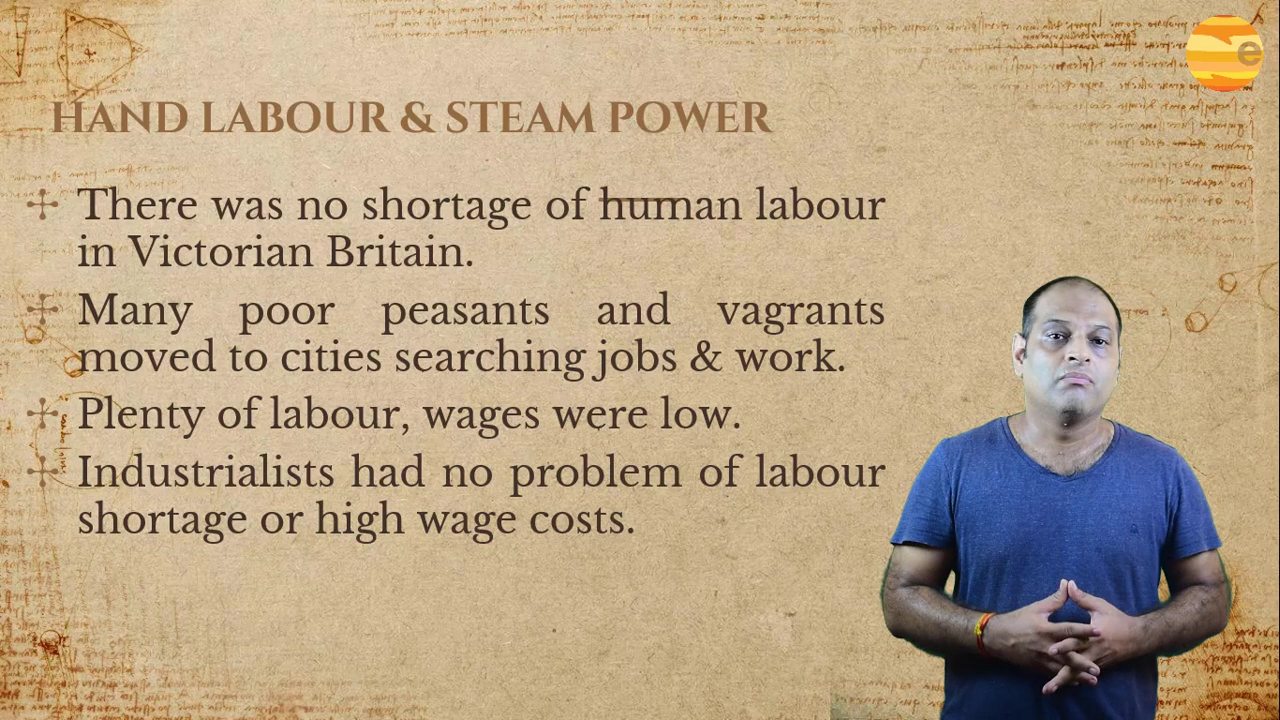 e
HAND LABOUR & STEAM POWER
There was no shortage of human labour
in Victorian Britain.
Many poor peasants and vagrants
moved to cities searching jobs & work.
Plenty of labour, wages were low.
Industrialists had no problem of labour
shortage or high wage costs.